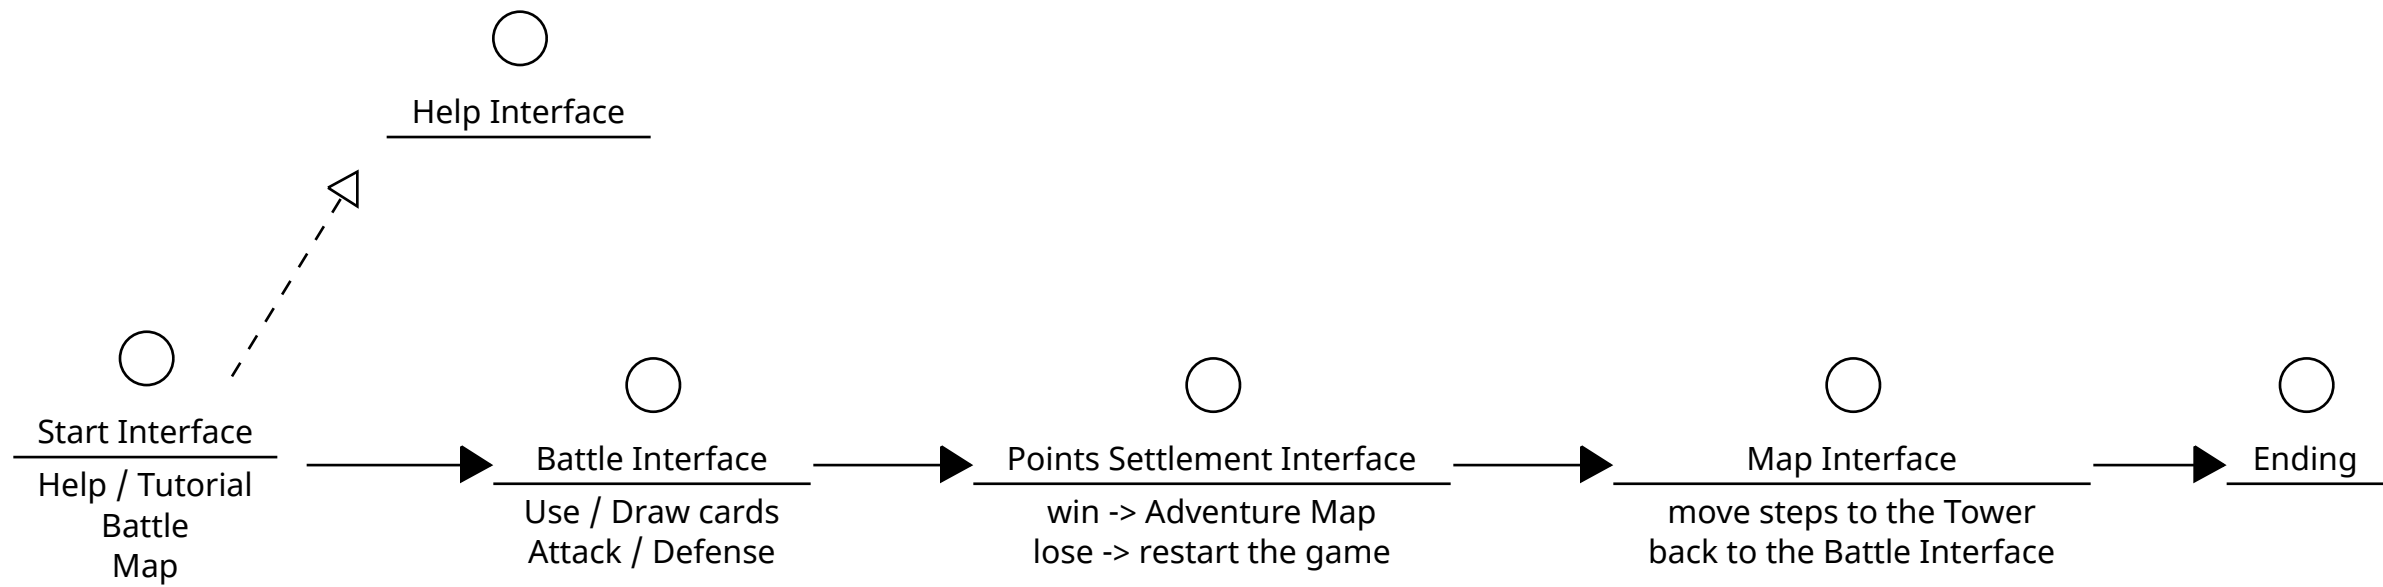 Help Interface
Start Interface
Help / Tutorial
Battle
Map
Battle Interface
Use / Draw cards
Attack / Defense
Points Settlement Interface
win -> Adventure Map
lose -> restart the game
Map Interface
move steps to the Tower
back to the Battle Interface
Ending